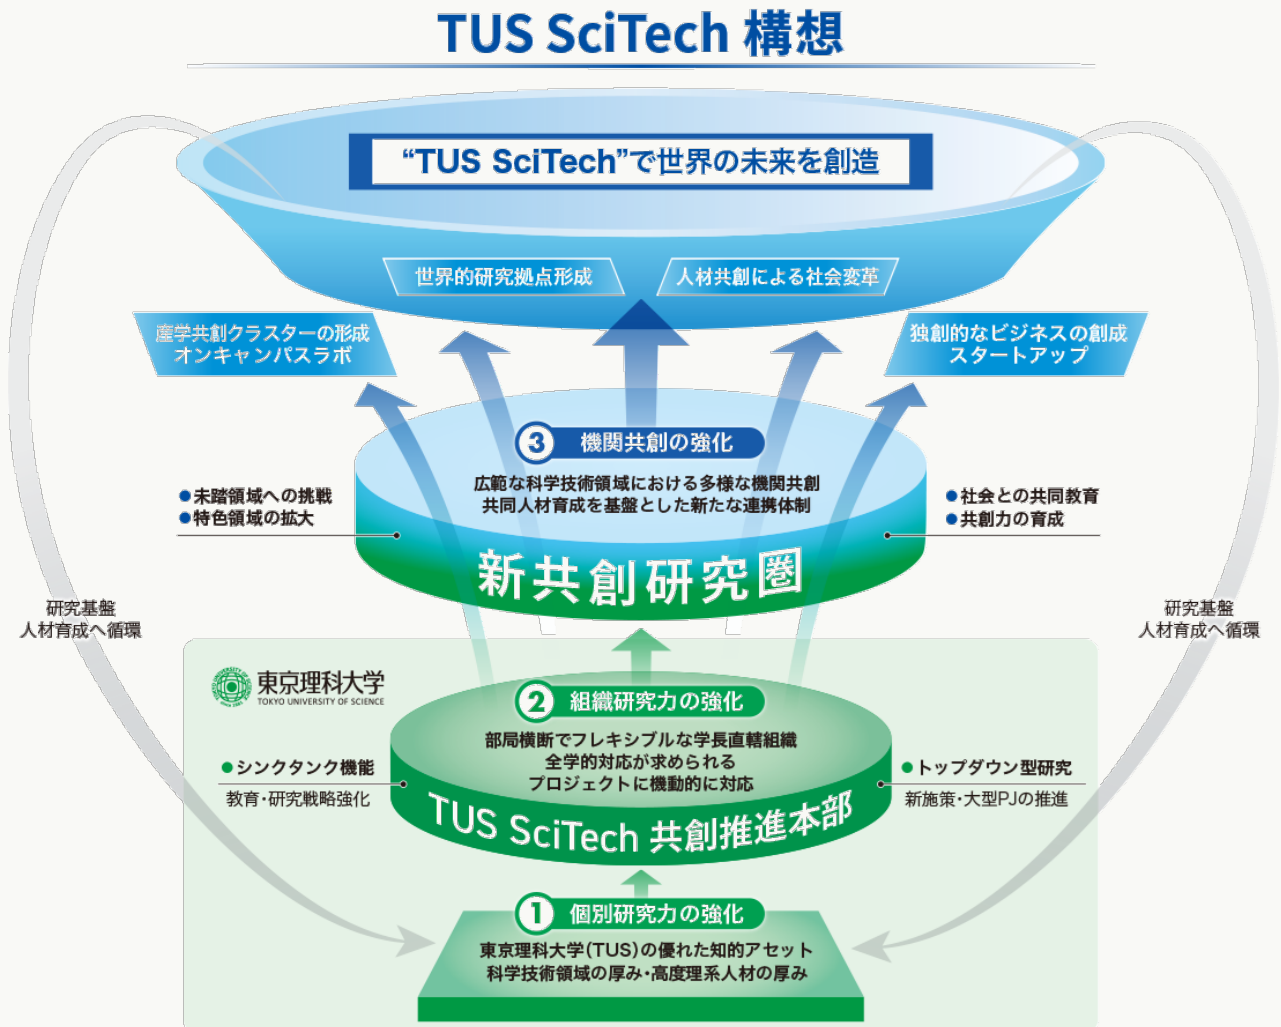 TUS SciTech 構想
“TUS SciTech”で世界の未来を創造
世界的研究拠点形成
人材共創による社会変革
産学共創クラスターの形成
オンキャンパスラボ
独創的なビジネスの創成
スタートアップ
3 機関共創の強化
広範な科学技術領域における多様な機関共創
共同人材育成を基盤とした新たな連携体制
●未踏領域への挑戦
●特色領域の拡大
●社会との共同教育
●共創力の育成
新共創研究圏
研究基盤
人材育成へ循環
研究基盤
人材育成へ循環
東京理科大学
TOKYO UNIVERSITY OF SCIENCE
2 組織研究力の強化
部局横断でフレキシブルな学長直轄組織
全学的対応が求められる
プロジェクトに機動的に対応
●シンクタンク機能
教育・研究戦略強化
●トップダウン型研究
新施策・大型PJの推進
TUS SciTech 共創推進本部
1 個別研究力の強化
東京理科大学(TUS)の優れた知的アセット
科学技術領域の厚み・高度理系人材の厚み